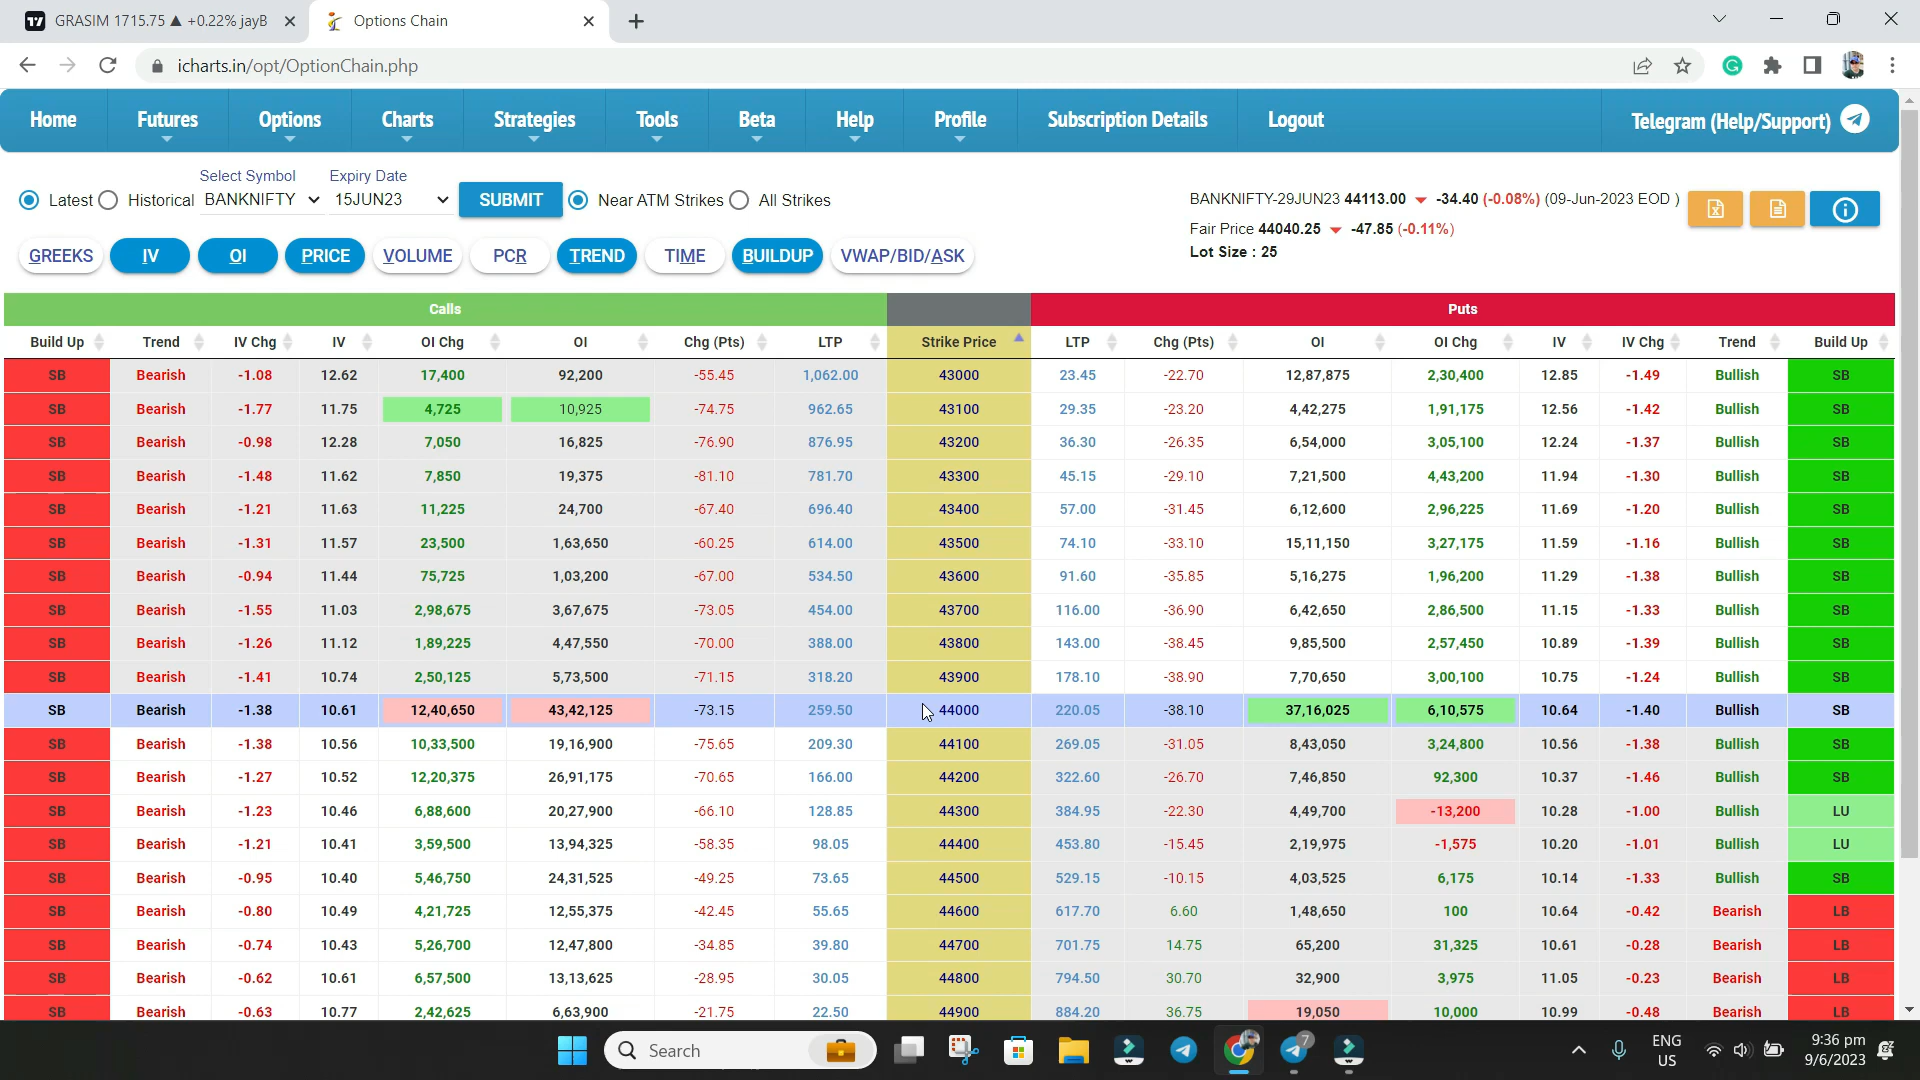 GRASIM 1715.75 ▲ +0.22% jayB
Options Chain
icharts.in/opt/OptionChain.php
Home Futures Options Charts Strategies Tools Beta Help Profile Subscription Details Logout Telegram (Help/Support)
Select Symbol Expiry Date
Latest Historical BANKNIFTY 15JUN23 SUBMIT Near ATM Strikes All Strikes
BANKNIFTY-29JUN23 44113.00 ▼ -34.40 (-0.08%) (09-Jun-2023 EOD )
Fair Price 44040.25 ▼ -47.85 (-0.11%)
Lot Size : 25
GREEKS IV OI PRICE VOLUME PCR TREND TIME BUILDUP VWAP/BID/ASK
Calls Puts
Build Up Trend IV Chg IV OI Chg OI Chg (Pts) LTP Strike Price LTP Chg (Pts) OI OI Chg IV IV Chg Trend Build Up
SB Bearish -1.08 12.62 17,400 92,200 -55.45 1,062.00 43000 23.45 -22.70 12,87,875 2,30,400 12.85 -1.49 Bullish SB
SB Bearish -1.77 11.75 4,725 10,925 -74.75 962.65 43100 29.35 -23.20 4,42,275 1,91,175 12.56 -1.42 Bullish SB
SB Bearish -0.98 12.28 7,050 16,825 -76.90 876.95 43200 36.30 -26.35 6,54,000 3,05,100 12.24 -1.37 Bullish SB
SB Bearish -1.48 11.62 7,850 19,375 -81.10 781.70 43300 45.15 -29.10 7,21,500 4,43,200 11.94 -1.30 Bullish SB
SB Bearish -1.21 11.63 11,225 24,700 -67.40 696.40 43400 57.00 -31.45 6,12,600 2,96,225 11.69 -1.20 Bullish SB
SB Bearish -1.31 11.57 23,500 1,63,650 -60.25 614.00 43500 74.10 -33.10 15,11,150 3,27,175 11.59 -1.16 Bullish SB
SB Bearish -0.94 11.44 75,725 1,03,200 -67.00 534.50 43600 91.60 -35.85 5,16,275 1,96,200 11.29 -1.38 Bullish SB
SB Bearish -1.55 11.03 2,98,675 3,67,675 -73.05 454.00 43700 116.00 -36.90 6,42,650 2,86,500 11.15 -1.33 Bullish SB
SB Bearish -1.26 11.12 1,89,225 4,47,550 -70.00 388.00 43800 143.00 -38.45 9,85,500 2,57,450 10.89 -1.39 Bullish SB
SB Bearish -1.41 10.74 2,50,125 5,73,500 -71.15 318.20 43900 178.10 -38.90 7,70,650 3,00,100 10.75 -1.24 Bullish SB
SB Bearish -1.38 10.61 12,40,650 43,42,125 -73.15 259.50 44000 220.05 -38.10 37,16,025 6,10,575 10.64 -1.40 Bullish SB
SB Bearish -1.38 10.56 10,33,500 19,16,900 -75.65 209.30 44100 269.05 -31.05 8,43,050 3,24,800 10.56 -1.38 Bullish SB
SB Bearish -1.27 10.52 12,20,375 26,91,175 -70.65 166.00 44200 322.60 -26.70 7,46,850 92,300 10.37 -1.46 Bullish SB
SB Bearish -1.23 10.46 6,88,600 20,27,900 -66.10 128.85 44300 384.95 -22.30 4,49,700 -13,200 10.28 -1.00 Bullish LU
SB Bearish -1.21 10.41 3,59,500 13,94,325 -58.35 98.05 44400 453.80 -15.45 2,19,975 -1,575 10.20 -1.01 Bullish LU
SB Bearish -0.95 10.40 5,46,750 24,31,525 -49.25 73.65 44500 529.15 -10.15 4,03,525 6,175 10.14 -1.33 Bullish SB
SB Bearish -0.80 10.49 4,21,725 12,55,375 -42.45 55.65 44600 617.70 6.60 1,48,650 100 10.64 -0.42 Bearish LB
SB Bearish -0.74 10.43 5,26,700 12,47,800 -34.85 39.80 44700 701.75 14.75 65,200 31,325 10.61 -0.28 Bearish LB
SB Bearish -0.62 10.61 6,57,500 13,13,625 -28.95 30.05 44800 794.50 30.70 32,900 3,975 11.05 -0.23 Bearish LB
SB Bearish -0.63 10.77 2,42,625 6,63,900 -21.75 22.50 44900 884.20 36.75 19,050 10,000 10.99 -0.48 Bearish LB
Search
7
ENG
US
9:36 pm
9/6/2023